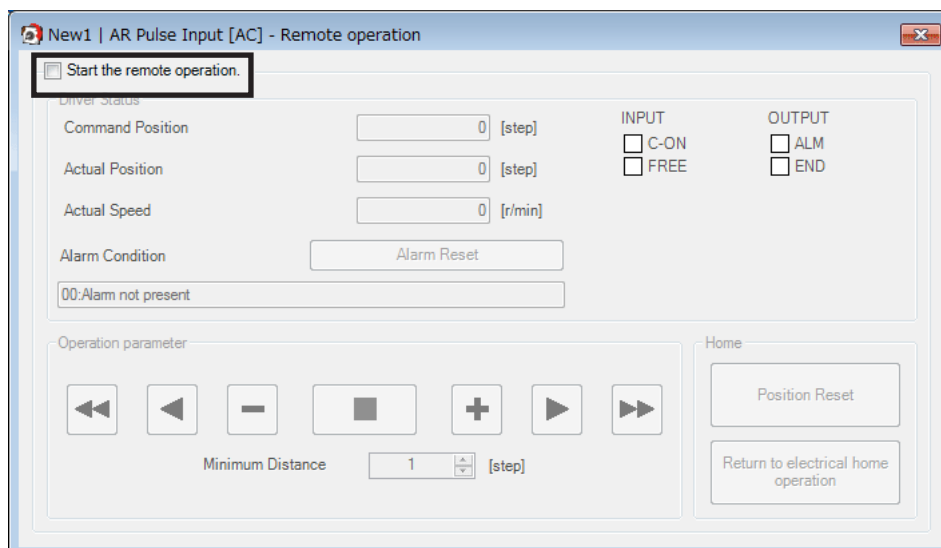 New1 | AR Pulse Input [AC] - Remote operation
Start the remote operation.
Driver Status
Command Position 0 [step]
Actual Position 0 [step]
Actual Speed 0 [r/min]
INPUT
C-ON
FREE
OUTPUT
ALM
END
Alarm Condition Alarm Reset
00:Alarm not present
Operation parameter
Minimum Distance 1 [step]
Home
Position Reset
Return to electrical home
operation